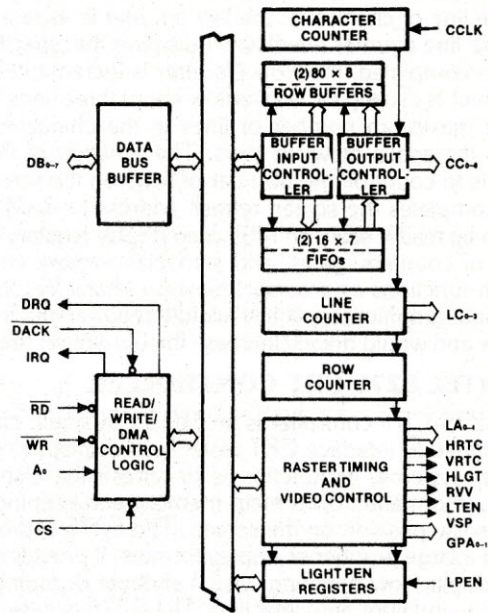 CHARACTER
COUNTER
CCLK
(2) 80 × 8
ROW BUFFERS
DB₀₋₇
DATA
BUS
BUFFER
BUFFER
INPUT
CONTROL-
LER
BUFFER
OUTPUT
CONTROL-
LER
CC₀₋₆
(2) 16 × 7
FIFOs
LINE
COUNTER
LC₀₋₃
ROW
COUNTER
DRQ
DACK
IRQ
RD
WR
A₀
CS
READ/
WRITE/
DMA
CONTROL
LOGIC
RASTER TIMING
AND
VIDEO CONTROL
LA₀₋₁
HRTC
VRTC
HLGT
RVV
LTEN
VSP
GPA₀₋₁
LIGHT PEN
REGISTERS
LPEN